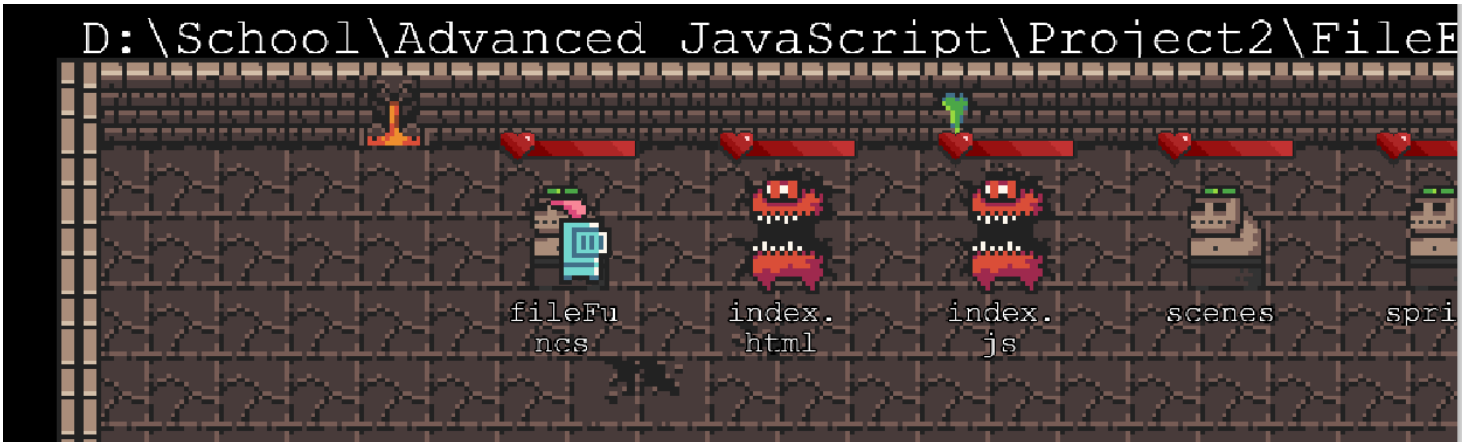 D:\School\Advanced JavaScript\Project2\FileE
fileFu
ncs
index.
html
index.
js
scenes
spri